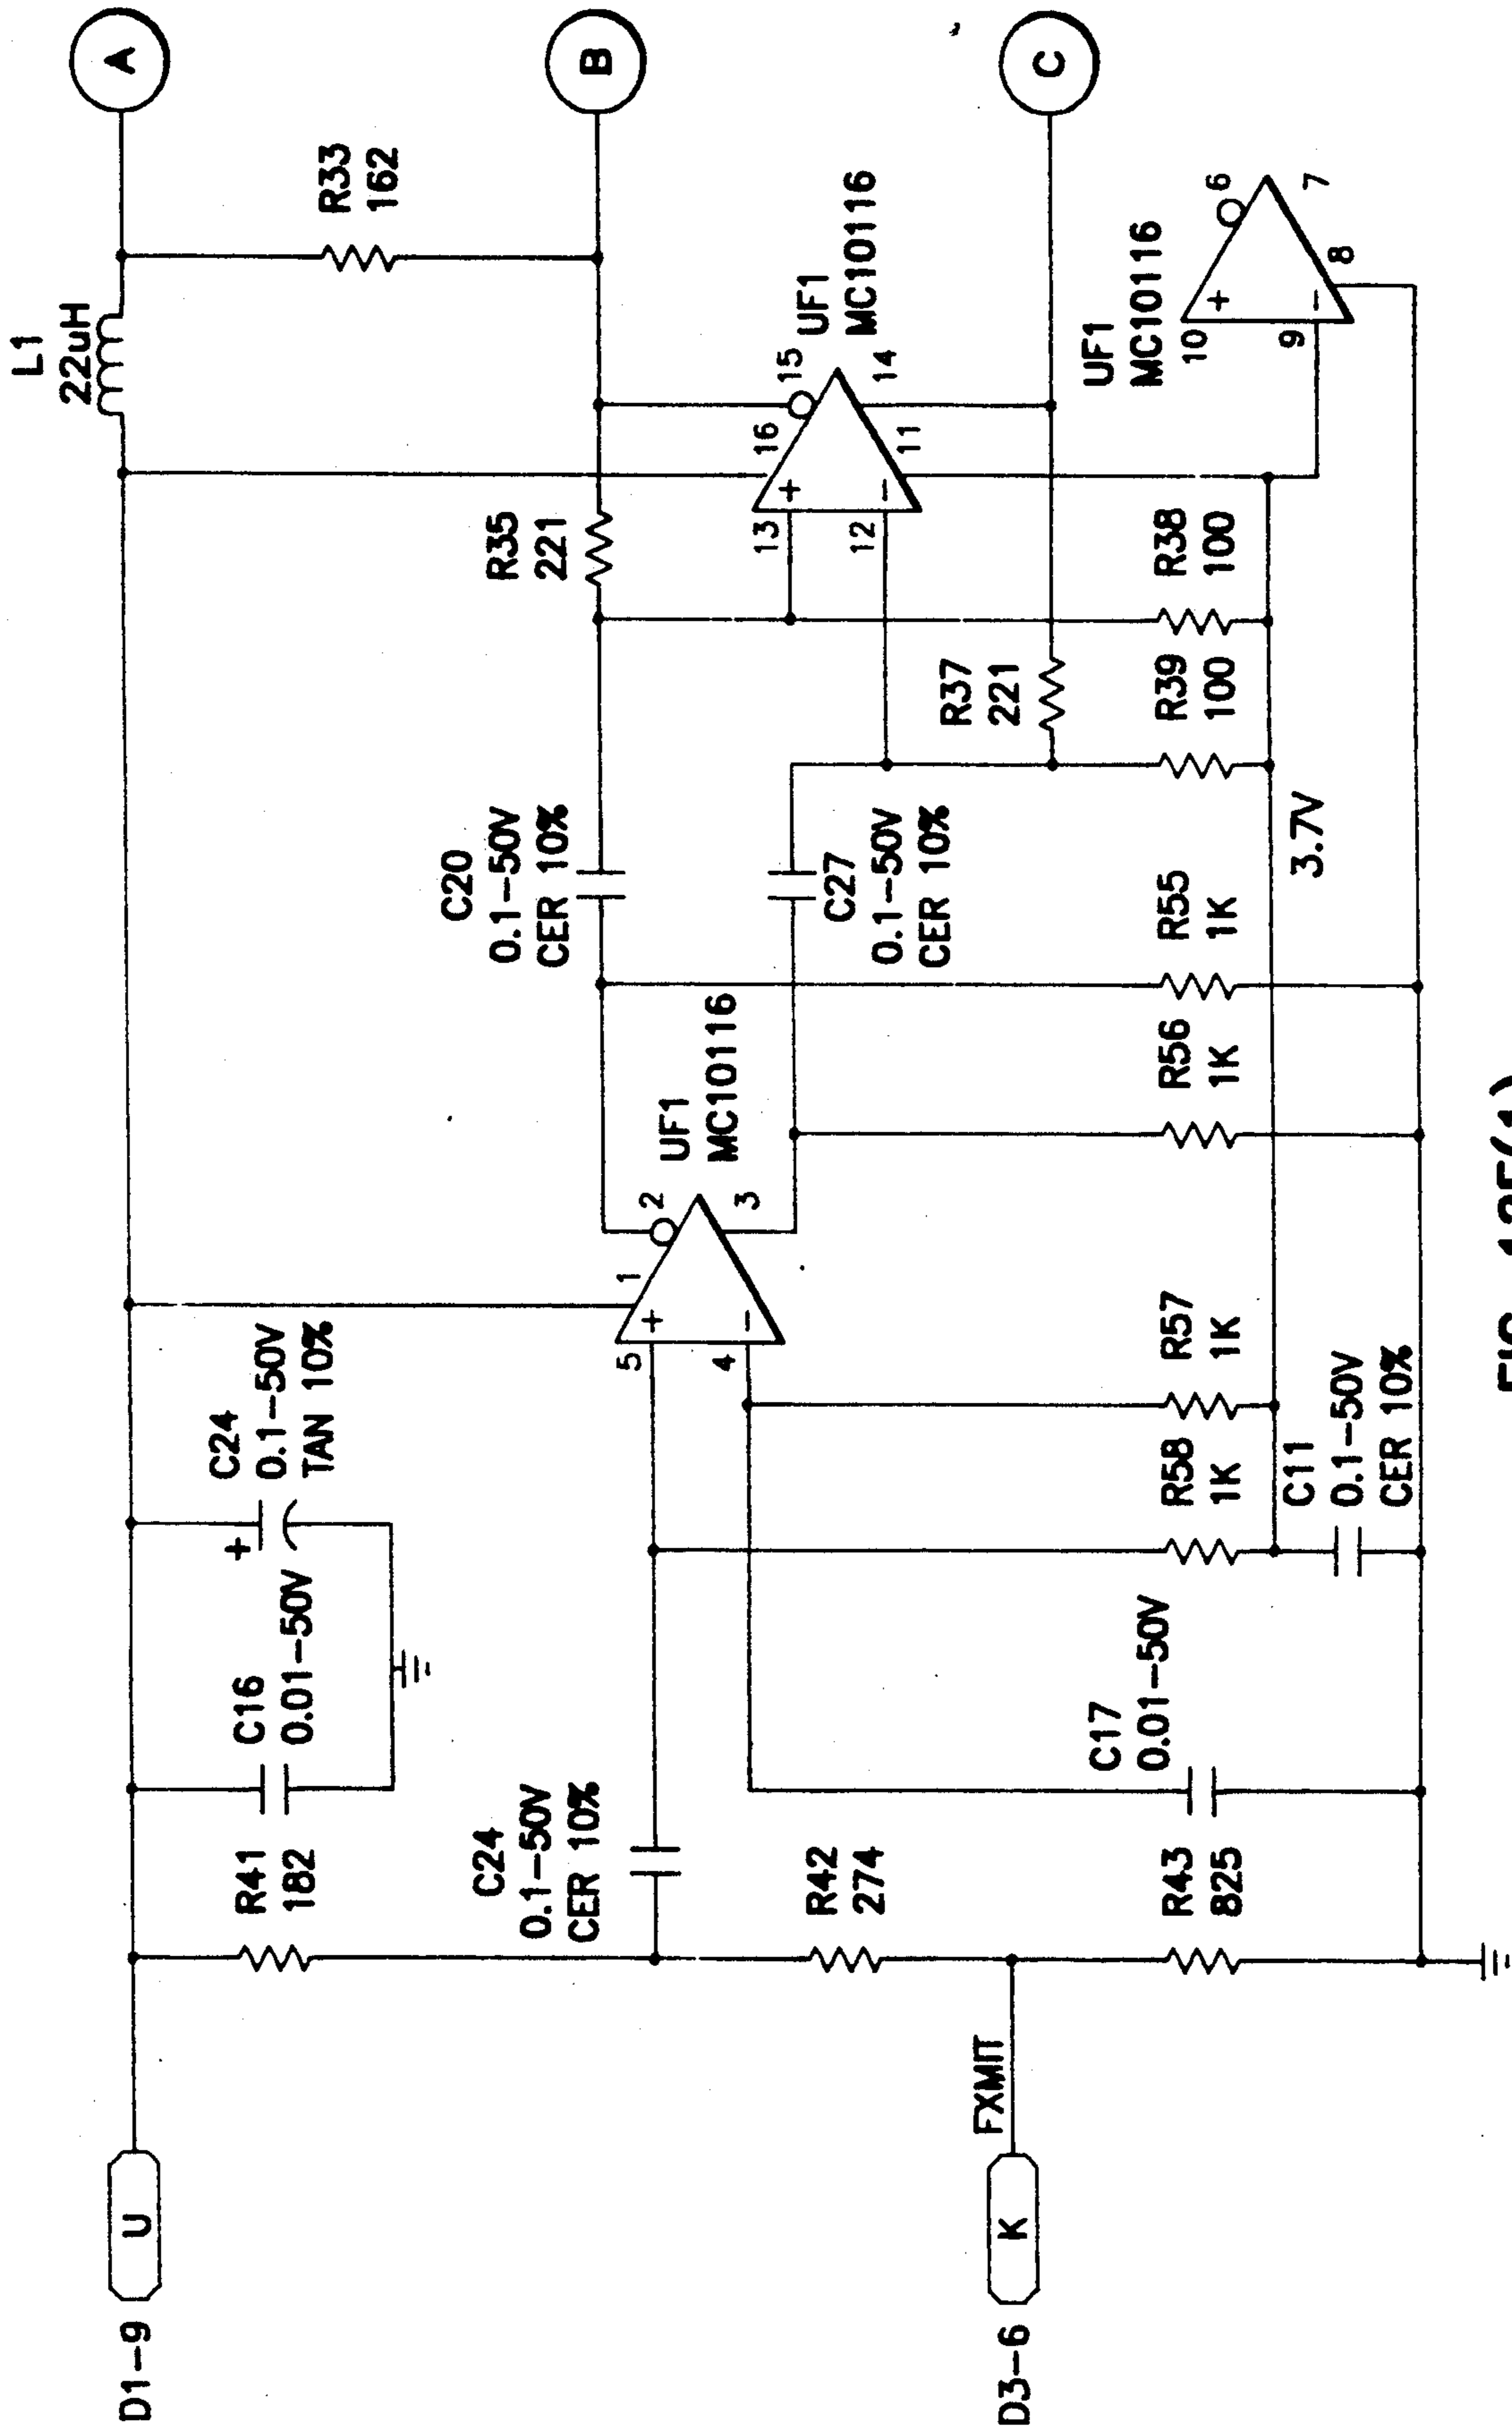 L1
22uH
A
R33
162
B
C
D1-9
U
R41
182
C16
0.01-50V
+
C24
0.1-50V
TAN 10%
C24
0.1-50V
CER 10%
R42
274
D3-6
K
FXMIT
R43
825
C17
0.01-50V
5
+
4
-
1
2
3
UF1
MC10116
R58
1K
R57
1K
C11
0.1-50V
CER 10%
R56
1K
R55
1K
C20
0.1-50V
CER 10%
C27
0.1-50V
CER 10%
3.7V
R35
221
R37
221
R39
100
R38
100
13
+
12
-
16
15
11
14
UF1
MC10116
UF1
MC10116
10
+
9
-
6
7
8